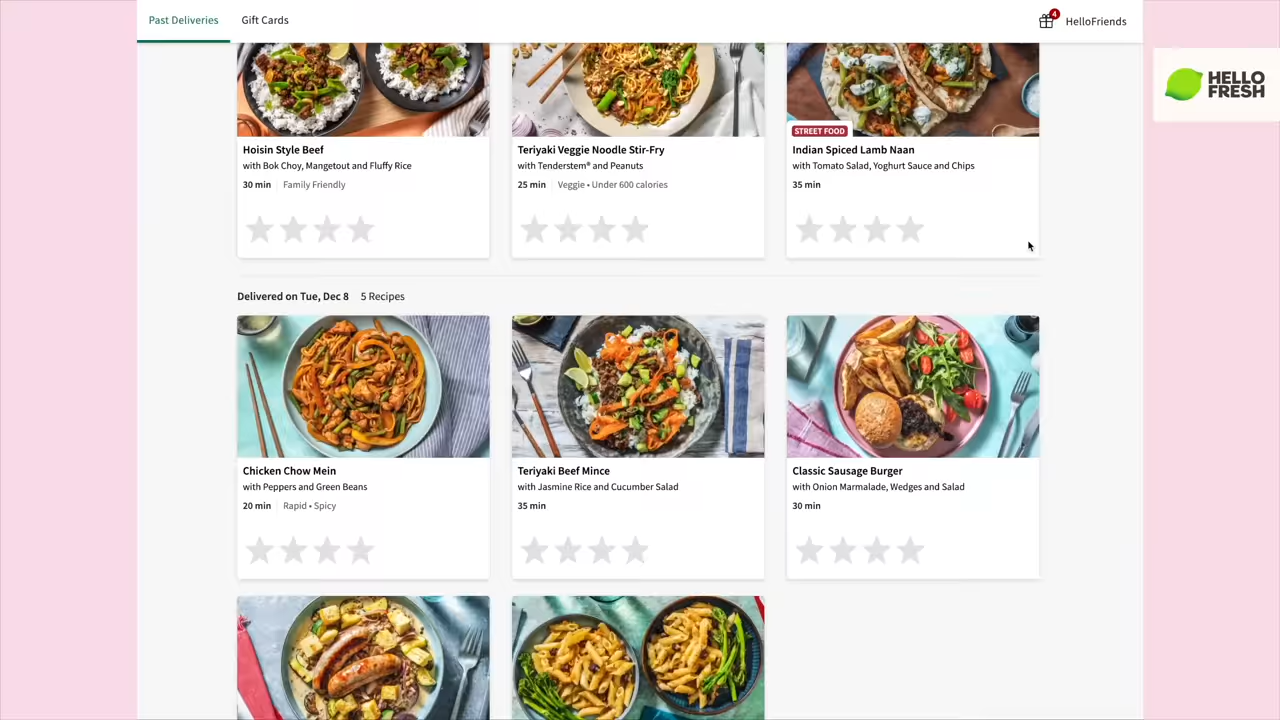 Past Deliveries
Gift Cards
4
HelloFriends
HELLO
FRESH
STREET FOOD
Hoisin Style Beef
with Bok Choy, Mangetout and Fluffy Rice
30 min Family Friendly
Teriyaki Veggie Noodle Stir-Fry
with Tenderstem® and Peanuts
25 min Veggie • Under 600 calories
Indian Spiced Lamb Naan
with Tomato Salad, Yoghurt Sauce and Chips
35 min
Delivered on Tue, Dec 8 5 Recipes
Chicken Chow Mein
with Peppers and Green Beans
20 min Rapid • Spicy
Teriyaki Beef Mince
with Jasmine Rice and Cucumber Salad
35 min
Classic Sausage Burger
with Onion Marmalade, Wedges and Salad
30 min